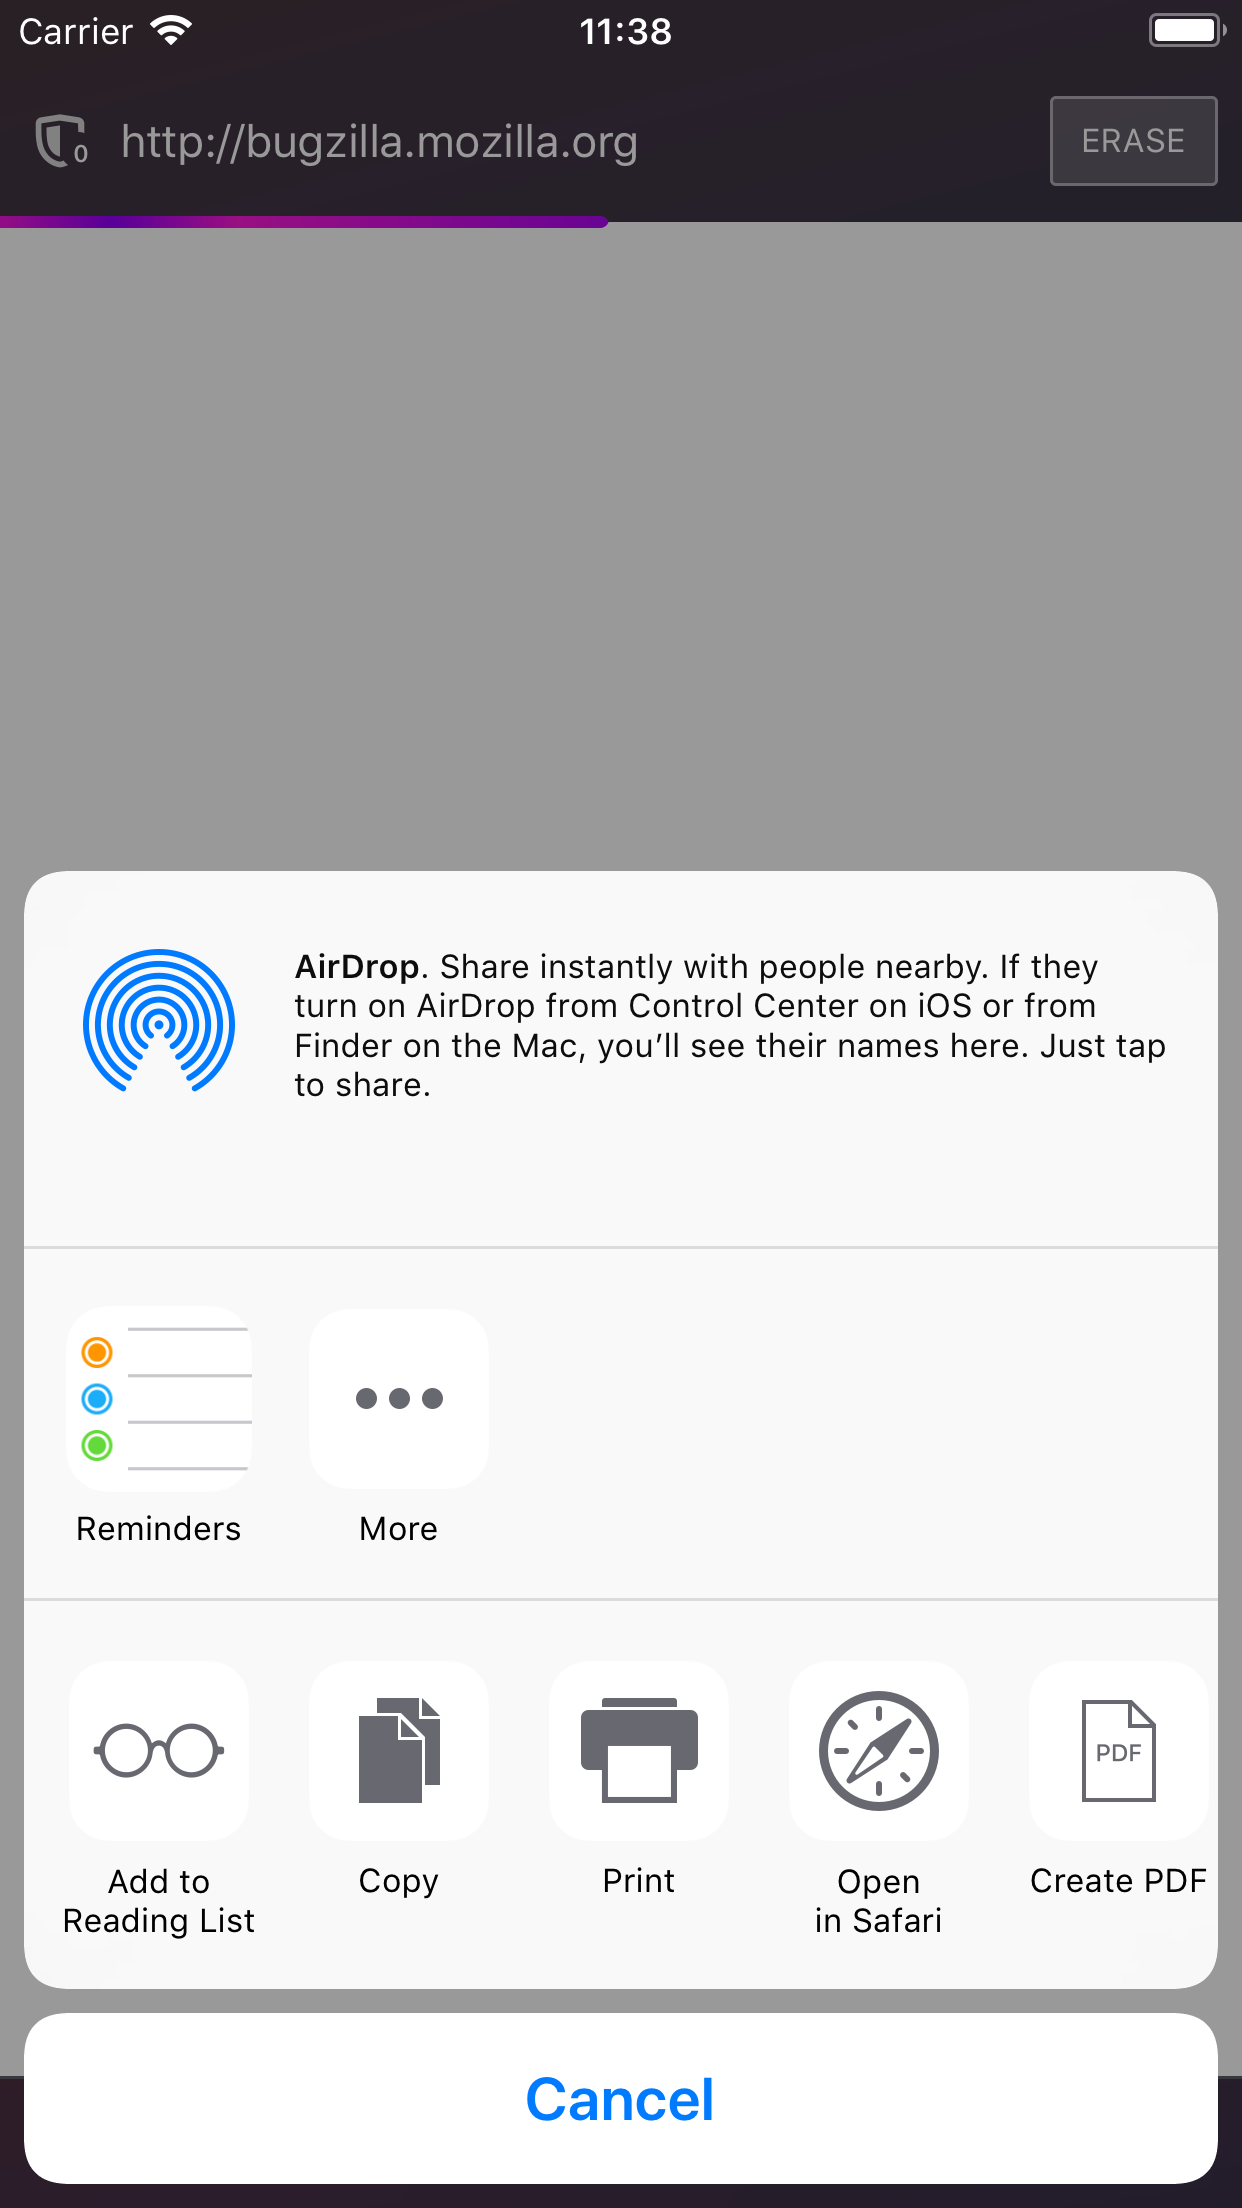 Carrier
11:38
0
http://bugzilla.mozilla.org
ERASE
AirDrop. Share instantly with people nearby. If they
turn on AirDrop from Control Center on iOS or from
Finder on the Mac, you’ll see their names here. Just tap
to share.
Reminders
More
PDF
Add to
Reading List
Copy
Print
Open
in Safari
Create PDF
Cancel